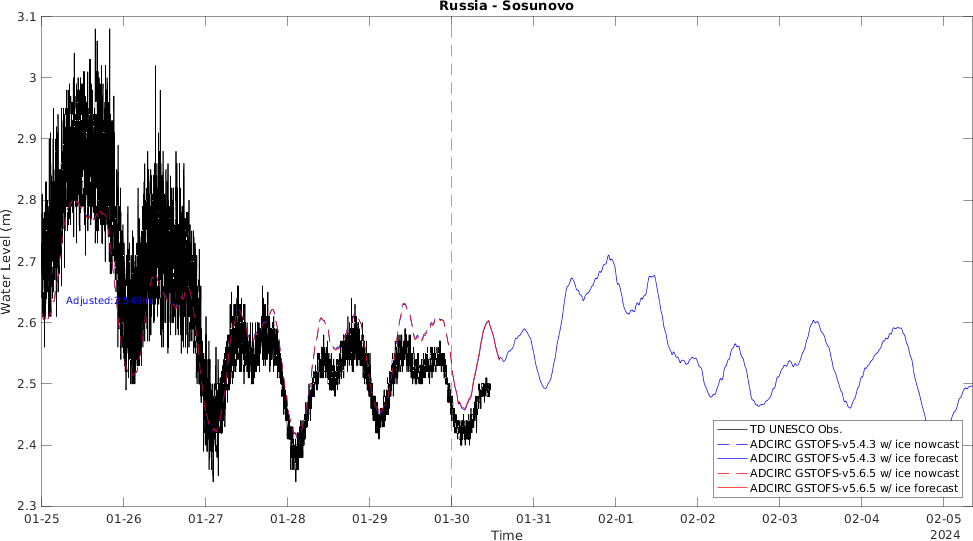 Russia - Sosunovo
Water Level (m)
3.1
3
2.9
2.8
2.7
2.6
2.5
2.4
2.3
Adjusted:
01-25
01-26
01-27
01-28
01-29
01-30
01-31
02-01
02-02
02-03
02-04
02-05
Time
2024
TD UNESCO Obs.
ADCIRC GSTOFS-v5.4.3 w/ ice nowcast
ADCIRC GSTOFS-v5.4.3 w/ ice forecast
ADCIRC GSTOFS-v5.6.5 w/ ice nowcast
ADCIRC GSTOFS-v5.6.5 w/ ice forecast